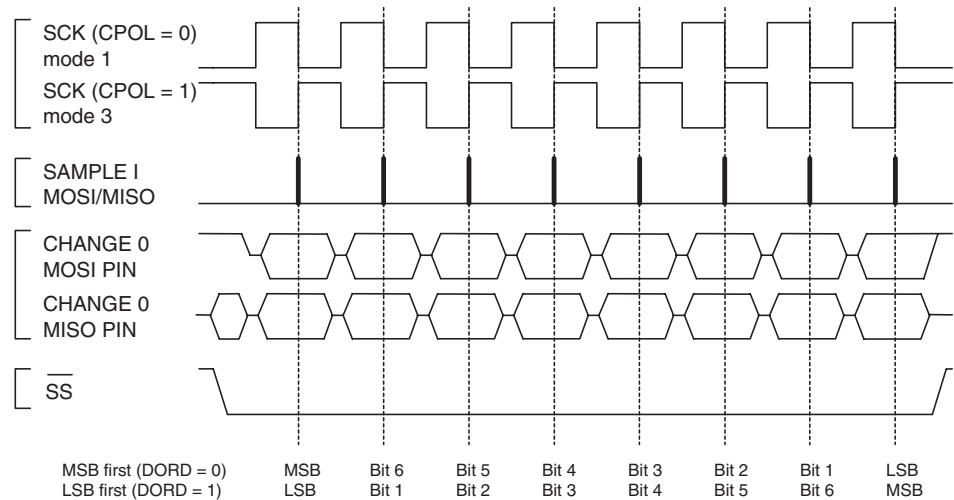 SCK (CPOL = 0)
mode 1
SCK (CPOL = 1)
mode 3
SAMPLE I
MOSI/MISO
CHANGE 0
MOSI PIN
CHANGE 0
MISO PIN
SS
MSB first (DORD = 0) MSB Bit 6 Bit 5 Bit 4 Bit 3 Bit 2 Bit 1 LSB
LSB first (DORD = 1) LSB Bit 1 Bit 2 Bit 3 Bit 4 Bit 5 Bit 6 MSB